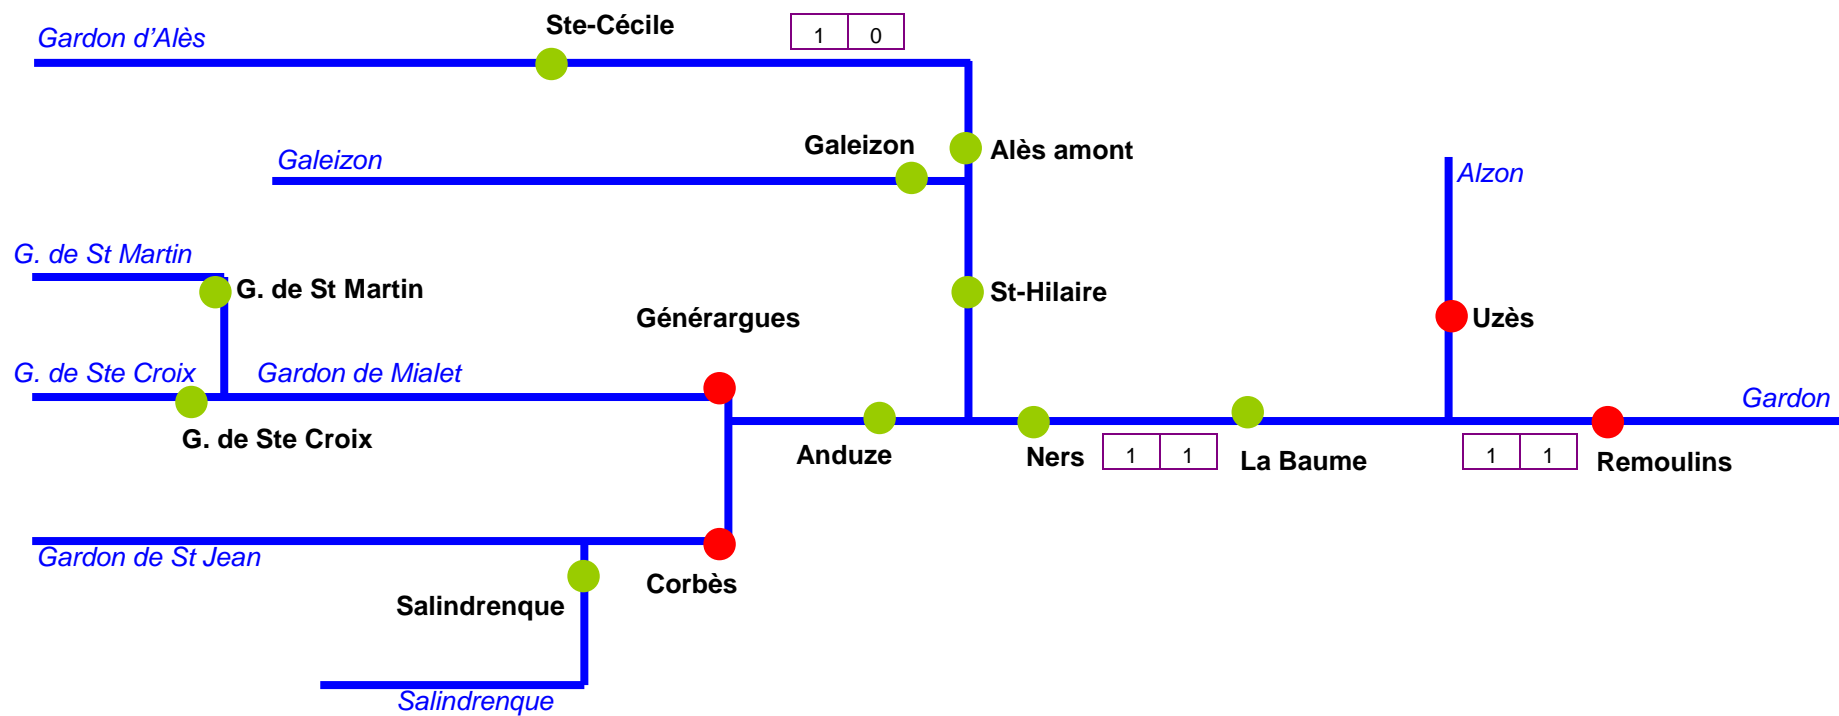 Ste-Cécile
Gardon d'Alès
1 0
Galeizon
Alès amont
Galeizon
Alzon
G. de St Martin
G. de St Martin
St-Hilaire
Générargues
Uzès
G. de Ste Croix
Gardon de Mialet
Gardon
G. de Ste Croix
Anduze
Ners
1 1
La Baume
1 1
Remoulins
Gardon de St Jean
Corbès
Salindrenque
Salindrenque